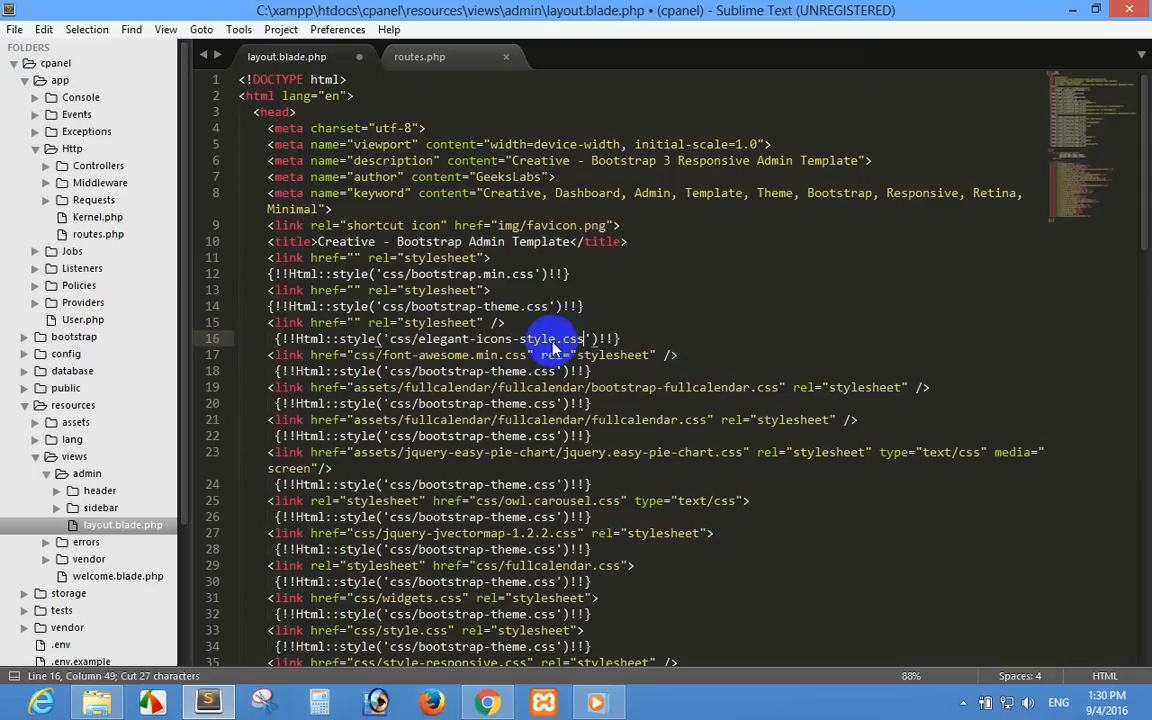 C:\xampp\htdocs\cpanel\resources\views\admin\layout.blade.php • (cpanel) - Sublime Text (UNREGISTERED)
File Edit Selection Find View Goto Tools Project Preferences Help
FOLDERS
cpanel
app
Console
Events
Exceptions
Http
Controllers
Middleware
Requests
Kernel.php
routes.php
Jobs
Listeners
Policies
Providers
User.php
bootstrap
config
database
public
resources
assets
lang
views
admin
header
sidebar
layout.blade.php
errors
vendor
welcome.blade.php
storage
tests
vendor
.env
.env.example
layout.blade.php routes.php
1 <!DOCTYPE html>
2 <html lang="en">
3 <head>
4 <meta charset="utf-8">
5 <meta name="viewport" content="width=device-width, initial-scale=1.0">
6 <meta name="description" content="Creative - Bootstrap 3 Responsive Admin Template">
7 <meta name="author" content="GeeksLabs">
8 <meta name="keyword" content="Creative, Dashboard, Admin, Template, Theme, Bootstrap, Responsive, Retina,
Minimal">
9 <link rel="shortcut icon" href="img/favicon.png">
10 <title>Creative - Bootstrap Admin Template</title>
11 <link href="" rel="stylesheet">
12 {!!Html::style('css/bootstrap.min.css')!!}
13 <link href="" rel="stylesheet">
14 {!!Html::style('css/bootstrap-theme.css')!!}
15 <link href="" rel="stylesheet" />
16 {!!Html::style('css/elegant-icons-style.css')!!}
17 <link href="css/font-awesome.min.css" rel="stylesheet" />
18 {!!Html::style('css/bootstrap-theme.css')!!}
19 <link href="assets/fullcalendar/fullcalendar/bootstrap-fullcalendar.css" rel="stylesheet" />
20 {!!Html::style('css/bootstrap-theme.css')!!}
21 <link href="assets/fullcalendar/fullcalendar/fullcalendar.css" rel="stylesheet" />
22 {!!Html::style('css/bootstrap-theme.css')!!}
23 <link href="assets/jquery-easy-pie-chart/jquery.easy-pie-chart.css" rel="stylesheet" type="text/css" media="
screen"/>
24 {!!Html::style('css/bootstrap-theme.css')!!}
25 <link rel="stylesheet" href="css/owl.carousel.css" type="text/css">
26 {!!Html::style('css/bootstrap-theme.css')!!}
27 <link href="css/jquery-jvectormap-1.2.2.css" rel="stylesheet">
28 {!!Html::style('css/bootstrap-theme.css')!!}
29 <link rel="stylesheet" href="css/fullcalendar.css">
30 {!!Html::style('css/bootstrap-theme.css')!!}
31 <link href="css/widgets.css" rel="stylesheet">
32 {!!Html::style('css/bootstrap-theme.css')!!}
33 <link href="css/style.css" rel="stylesheet">
34 {!!Html::style('css/bootstrap-theme.css')!!}
35 <link href="css/style-responsive.css" rel="stylesheet" />
Line 16, Column 49; Cut 27 characters 88% Spaces: 4 HTML
ENG
1:30 PM
9/4/2016